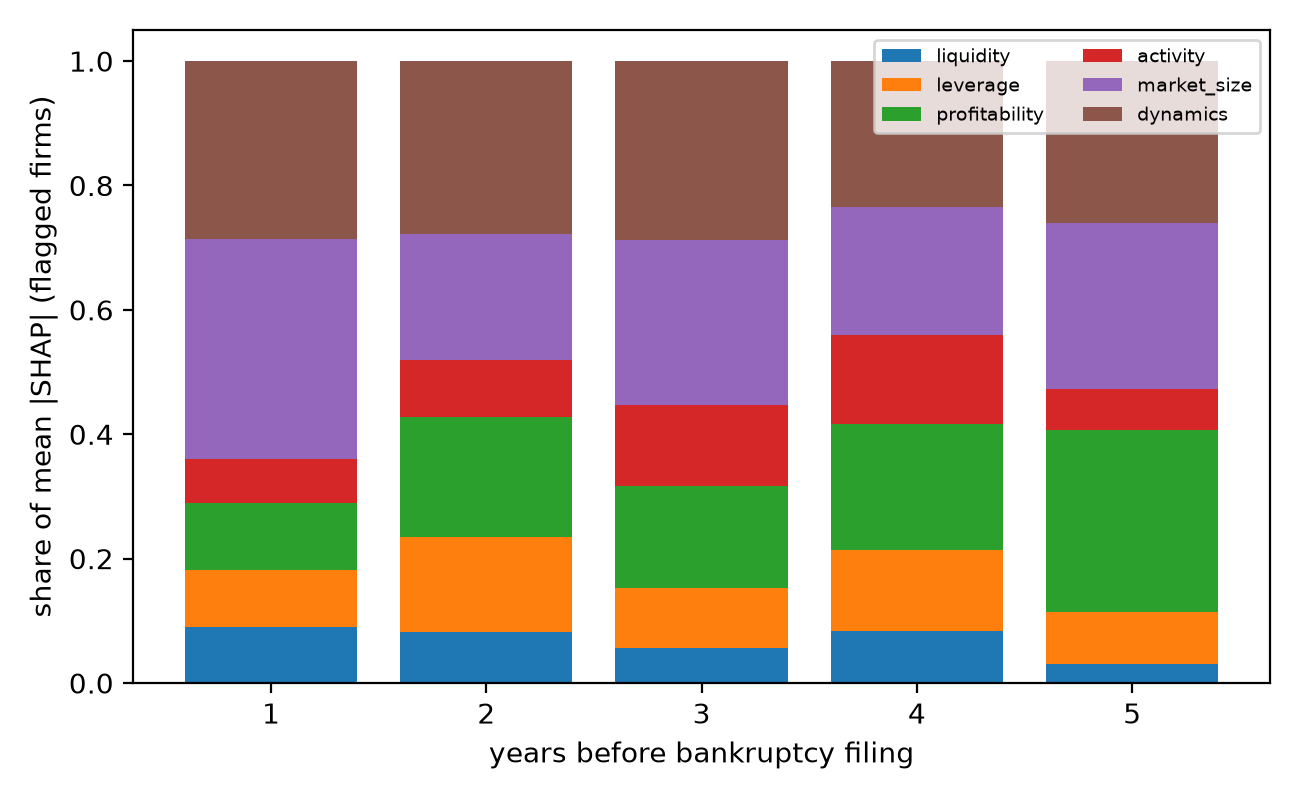 liquidity
leverage
profitability
activity
market_size
dynamics
share of mean |SHAP| (flagged firms)
1.0
0.8
0.6
0.4
0.2
0.0
1 2 3 4 5
years before bankruptcy filing